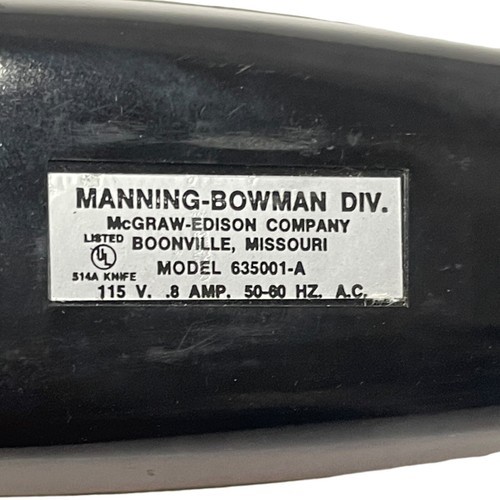 MANNING-BOWMAN DIV.
McGRAW-EDISON COMPANY
LISTED BOONVILLE, MISSOURI
UL
514A KNIFE MODEL 635001-A
115 V. .8 AMP. 50-60 HZ. A.C.